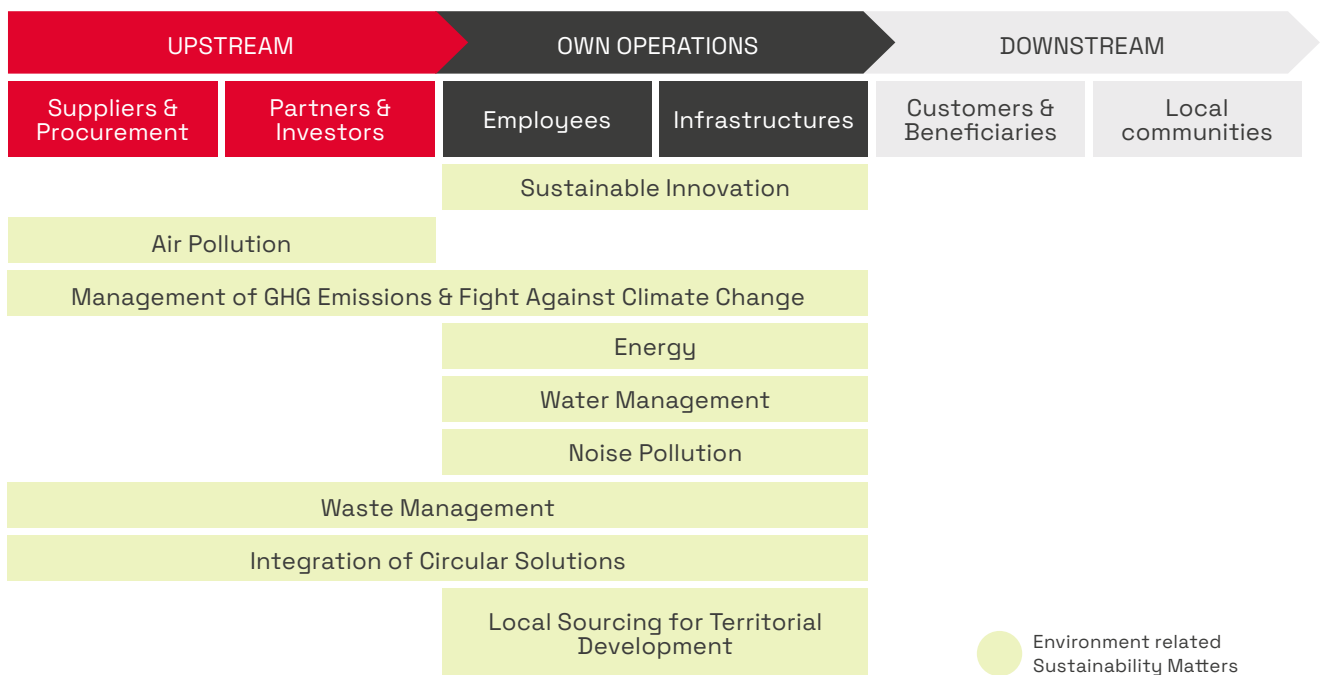 UPSTREAM
OWN OPERATIONS
DOWNSTREAM
Suppliers &
Procurement
Partners &
Investors
Employees
Infrastructures
Customers &
Beneficiaries
Local
communities
Sustainable Innovation
Air Pollution
Management of GHG Emissions & Fight Against Climate Change
Energy
Water Management
Noise Pollution
Waste Management
Integration of Circular Solutions
Local Sourcing for Territorial
Development
Environment related
Sustainability Matters